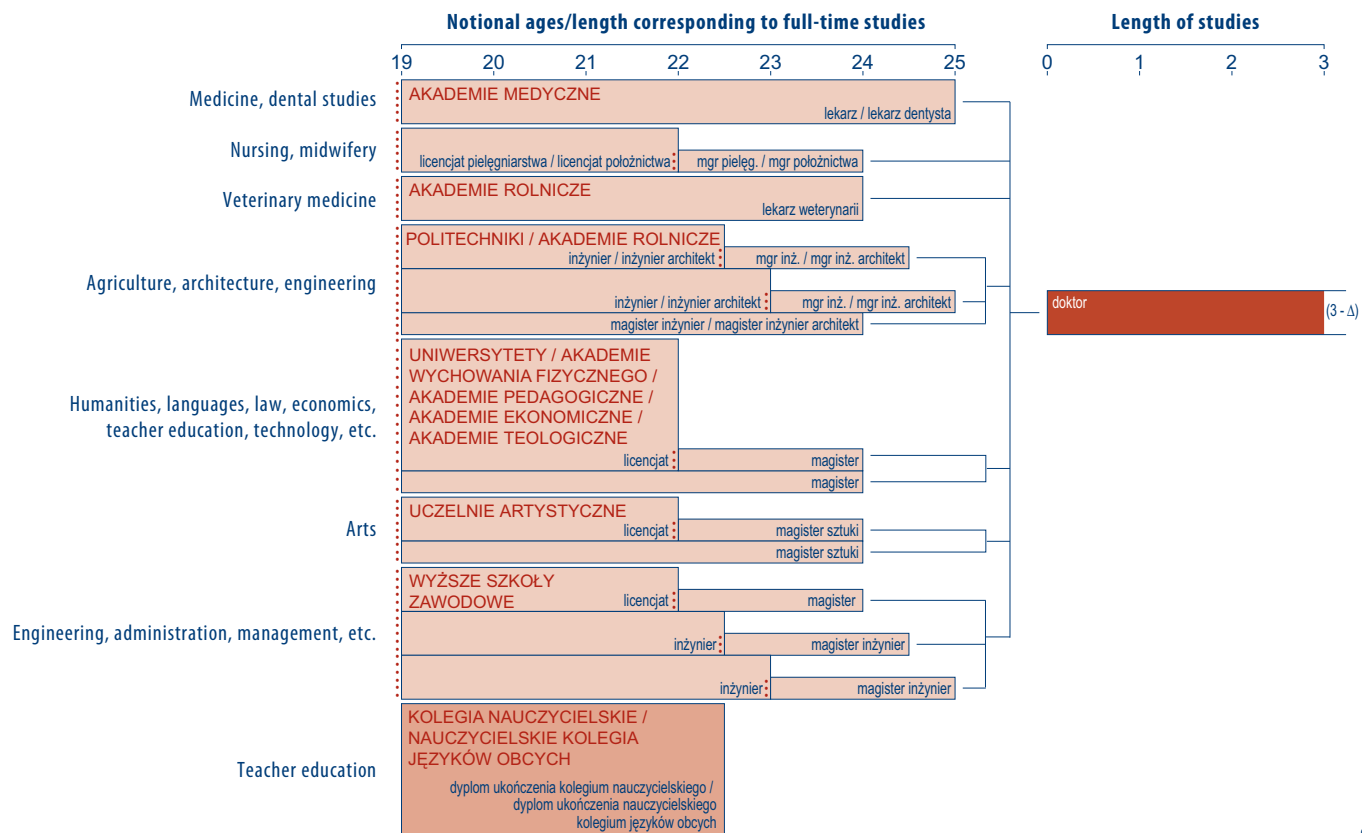 Notional ages/length corresponding to full-time studies
Length of studies
19 20 21 22 23 24 25
0 1 2 3
Medicine, dental studies
AKADEMIE MEDYCZNE
lekarz / lekarz dentysta
Nursing, midwifery
licencjat pielęgniarstwa / licencjat położnictwa
mgr pielęg. / mgr położnictwa
Veterinary medicine
AKADEMIE ROLNICZE
lekarz weterynarii
Agriculture, architecture, engineering
POLITECHNIKI / AKADEMIE ROLNICZE
inżynier / inżynier architekt
mgr inż. / mgr inż. architekt
inżynier / inżynier architekt
mgr inż. / mgr inż. architekt
magister inżynier / magister inżynier architekt
doktor
(3 - Δ)
Humanities, languages, law, economics,
teacher education, technology, etc.
UNIWERSYTETY / AKADEMIE
WYCHOWANIA FIZYCZNEGO /
AKADEMIE PEDAGOGICZNE /
AKADEMIE EKONOMICZNE /
AKADEMIE TEOLOGICZNE
licencjat
magister
magister
Arts
UCZELNIE ARTYSTYCZNE
licencjat
magister sztuki
magister sztuki
Engineering, administration, management, etc.
WYŻSZE SZKOŁY
ZAWODOWE
licencjat
magister
inżynier
magister inżynier
inżynier
magister inżynier
Teacher education
KOLEGIA NAUCZYCIELSKIE /
NAUCZYCIELSKIE KOLEGIA
JĘZYKÓW OBCYCH
dyplom ukończenia kolegium nauczycielskiego /
dyplom ukończenia nauczycielskiego
kolegium języków obcych